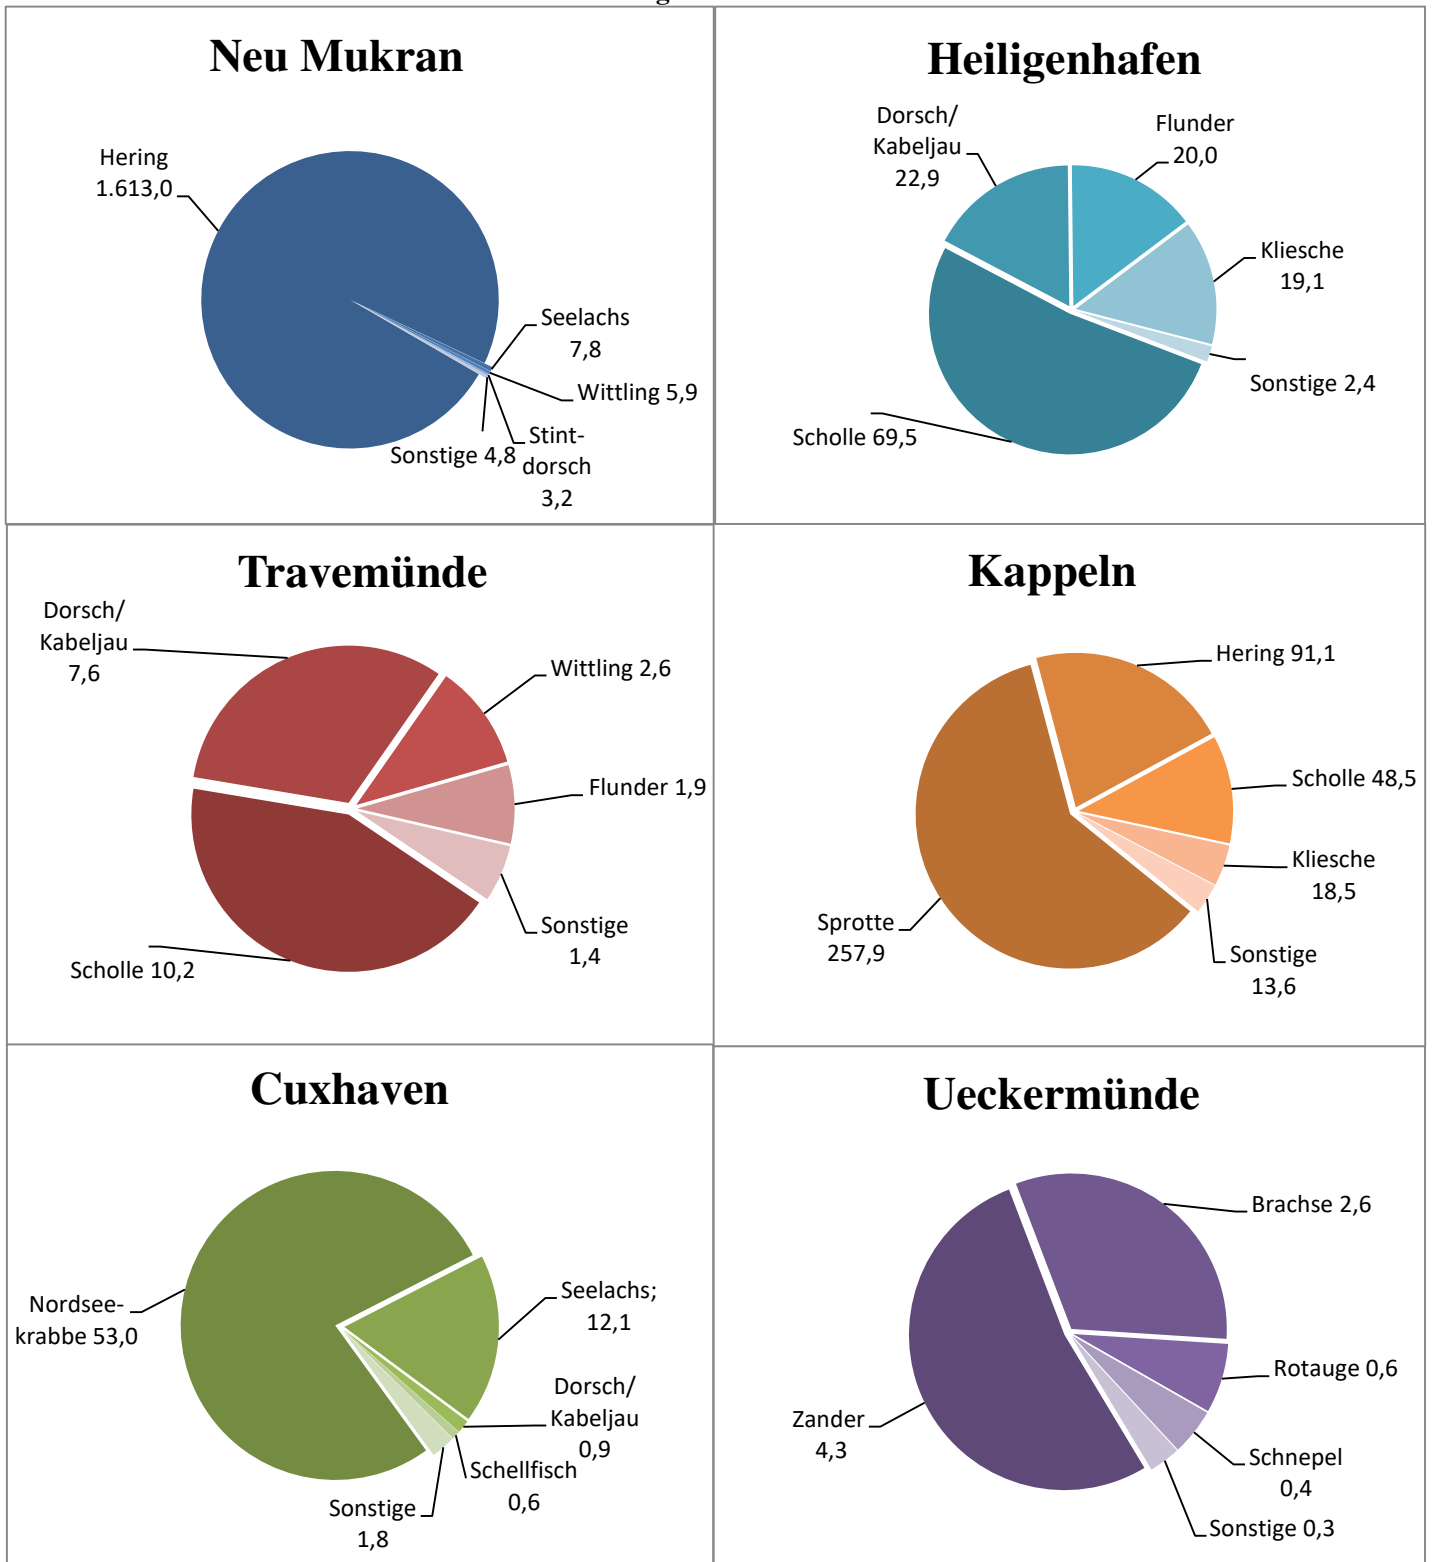 Neu Mukran
Hering
1.613,0
Seelachs
7,8
Wittling 5,9
Stint-
dorsch
3,2
Sonstige 4,8
Heiligenhafen
Dorsch/
Kabeljau
22,9
Flunder
20,0
Kliesche
19,1
Sonstige 2,4
Scholle 69,5
Travemünde
Dorsch/
Kabeljau
7,6
Wittling 2,6
Flunder 1,9
Sonstige
1,4
Scholle 10,2
Kappeln
Hering 91,1
Scholle 48,5
Kliesche
18,5
Sonstige
13,6
Sprotte
257,9
Cuxhaven
Nordsee-
krabbe 53,0
Seelachs;
12,1
Dorsch/
Kabeljau
0,9
Schellfisch
0,6
Sonstige
1,8
Ueckermünde
Brachse 2,6
Rotauge 0,6
Schnepel
0,4
Sonstige 0,3
Zander
4,3